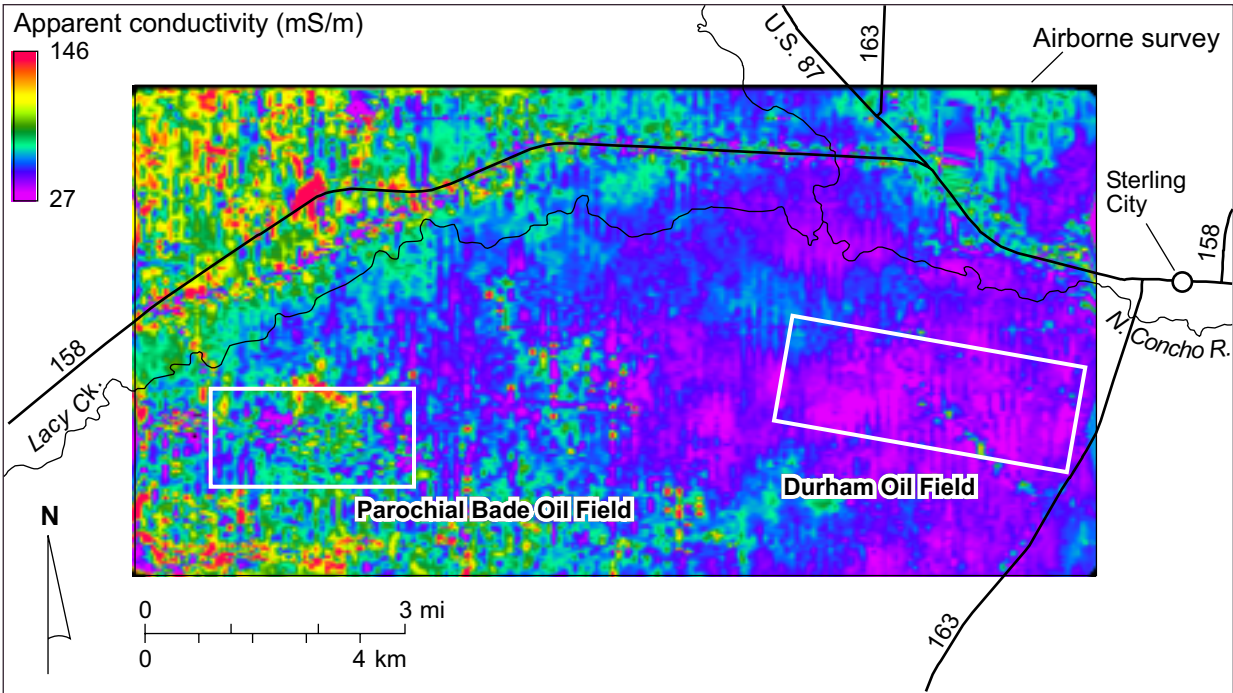 Apparent conductivity (mS/m)
146
27
U.S. 87
163
Airborne survey
Sterling
City
158
N. Concho R.
158
Lacy Ck.
Parochial Bade Oil Field
Durham Oil Field
163
N
0
3 mi
0
4 km